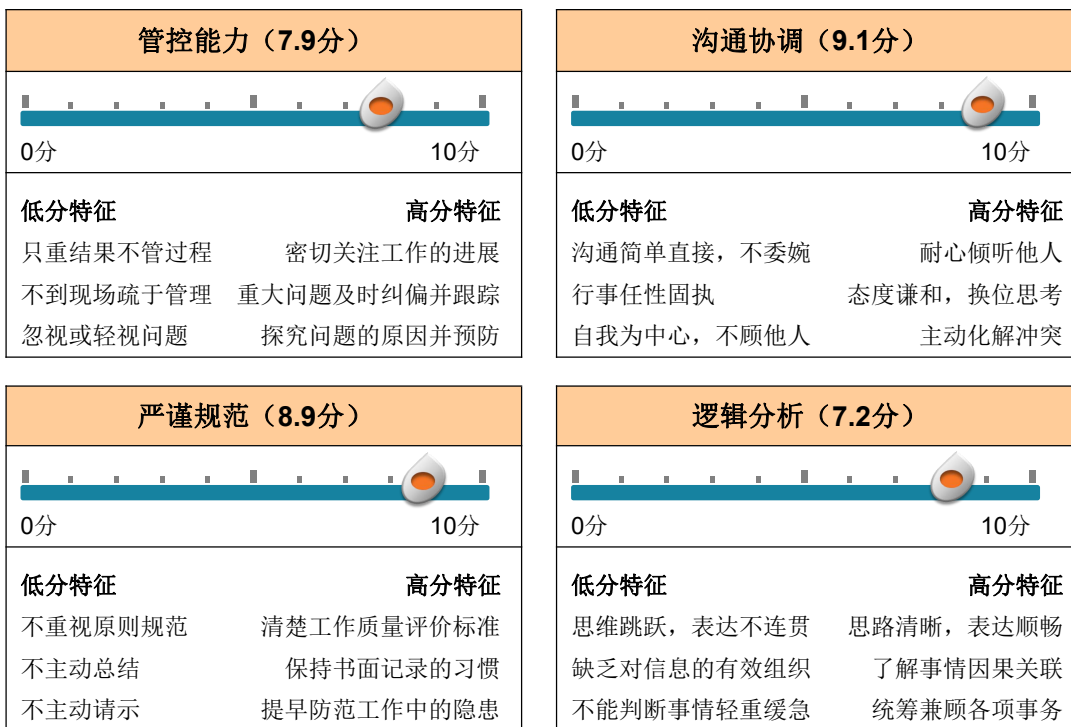 管控能力（7.9分）
0分 10分
低分特征 高分特征
只重结果不管过程 密切关注工作的进展
不到现场疏于管理 重大问题及时纠偏并跟踪
忽视或轻视问题 探究问题的原因并预防
沟通协调（9.1分）
0分 10分
低分特征 高分特征
沟通简单直接，不委婉 耐心倾听他人
行事任性固执 态度谦和，换位思考
自我为中心，不顾他人 主动化解冲突
严谨规范（8.9分）
0分 10分
低分特征 高分特征
不重视原则规范 清楚工作质量评价标准
不主动总结 保持书面记录的习惯
不主动请示 提早防范工作中的隐患
逻辑分析（7.2分）
0分 10分
低分特征 高分特征
思维跳跃，表达不连贯 思路清晰，表达顺畅
缺乏对信息的有效组织 了解事情因果关联
不能判断事情轻重缓急 统筹兼顾各项事务